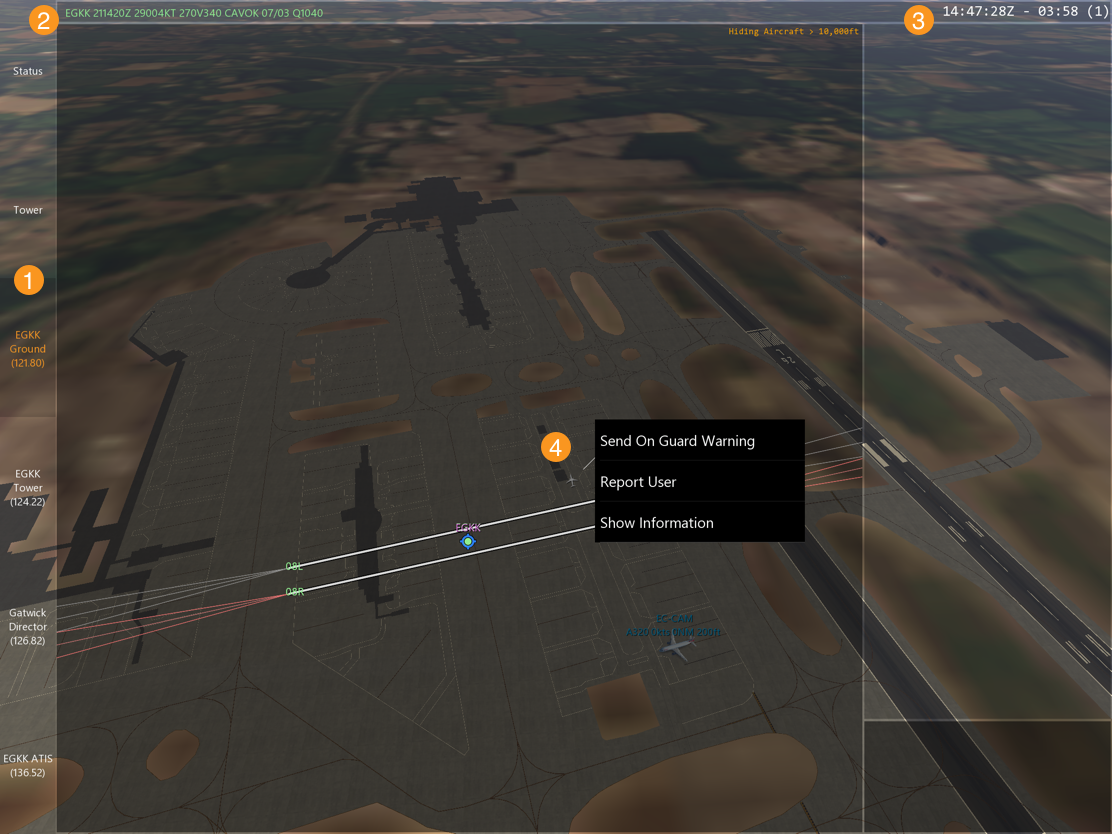 2
EGKK 211420Z 29004KT 270V340 CAVOK 07/03 Q1040
3
14:47:28Z - 03:58 (1)
Hiding Aircraft > 10,000ft
Status
Tower
1
EGKK
Ground
(121.80)
4
Send On Guard Warning
Report User
Show Information
EGKK
Tower
(124.22)
EGKK
08L
08R
Gatwick
Director
(126.82)
EC-CAM
A320 0kts 0NM 200ft
EGKK ATIS
(136.52)